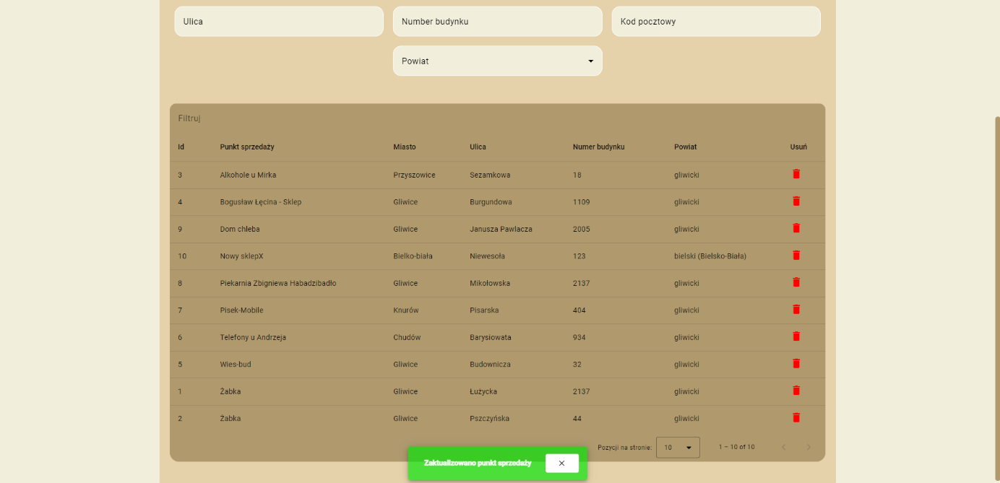 Ulica Number budynku Kod pocztowy
Powiat
Filtruj
Id Punkt sprzedaży Miasto Ulica Numer budynku Powiat Usuń
3 Alkohole u Mirka Przyszowice Sezamkowa 18 gliwicki
4 Bogusław Łęcina - Sklep Gliwice Burgundowa 1109 gliwicki
9 Dom chleba Gliwice Janusza Pawlacza 2005 gliwicki
10 Nowy sklepX Bielko-biała Niewesoła 123 bielski (Bielsko-Biała)
8 Piekarnia Zbigniewa Habadzibadło Gliwice Mikołowska 2137 gliwicki
7 Pisek-Mobile Knurów Pisarska 404 gliwicki
6 Telefony u Andrzeja Chudów Barysiowata 934 gliwicki
5 Wies-bud Gliwice Budownicza 32 gliwicki
1 Żabka Gliwice Łużycka 2137 gliwicki
2 Żabka Gliwice Pszczyńska 44 gliwicki
Pozycji na stronie: 10 1 – 10 of 10
Zaktualizowano punkt sprzedaży